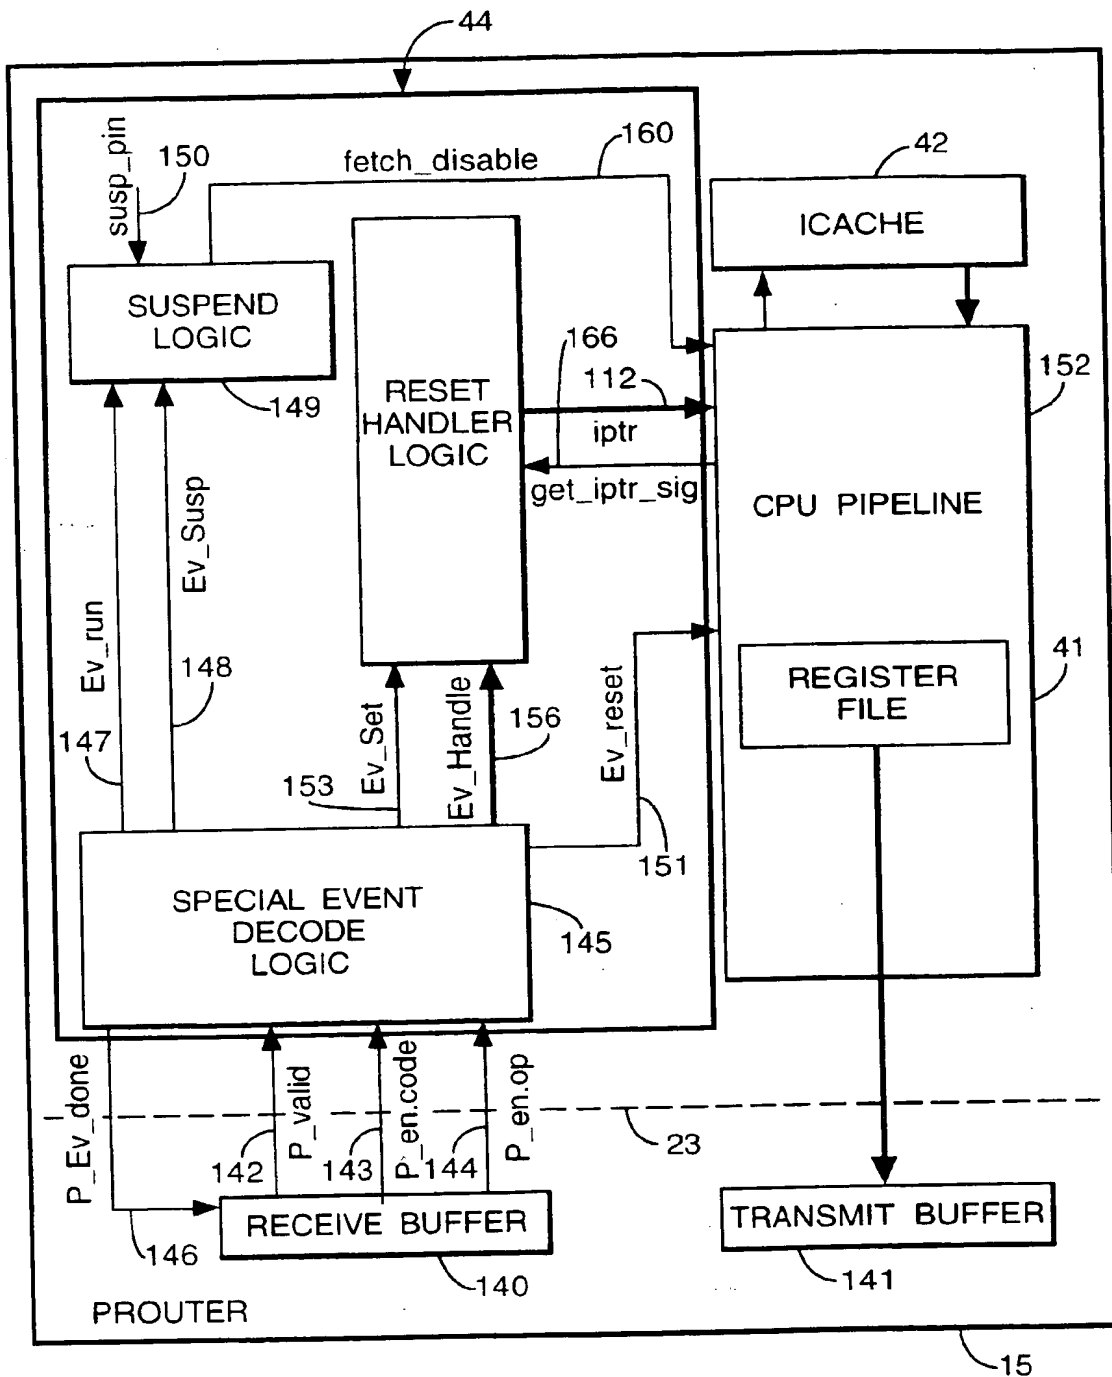 44
susp_pin
150
fetch_disable
160
42
ICACHE
SUSPEND
LOGIC
149
RESET
HANDLER
LOGIC
166
112
iptr
get_iptr_sig
152
CPU PIPELINE
Ev_run
Ev_Susp
147
148
Ev_Set
153
Ev_Handle
156
Ev_reset
151
REGISTER
FILE
41
SPECIAL EVENT
DECODE
LOGIC
145
P_Ev_done
P_valid
P_en.code
P_en.op
142
143
144
23
146
RECEIVE BUFFER
140
TRANSMIT BUFFER
141
PROUTER
15